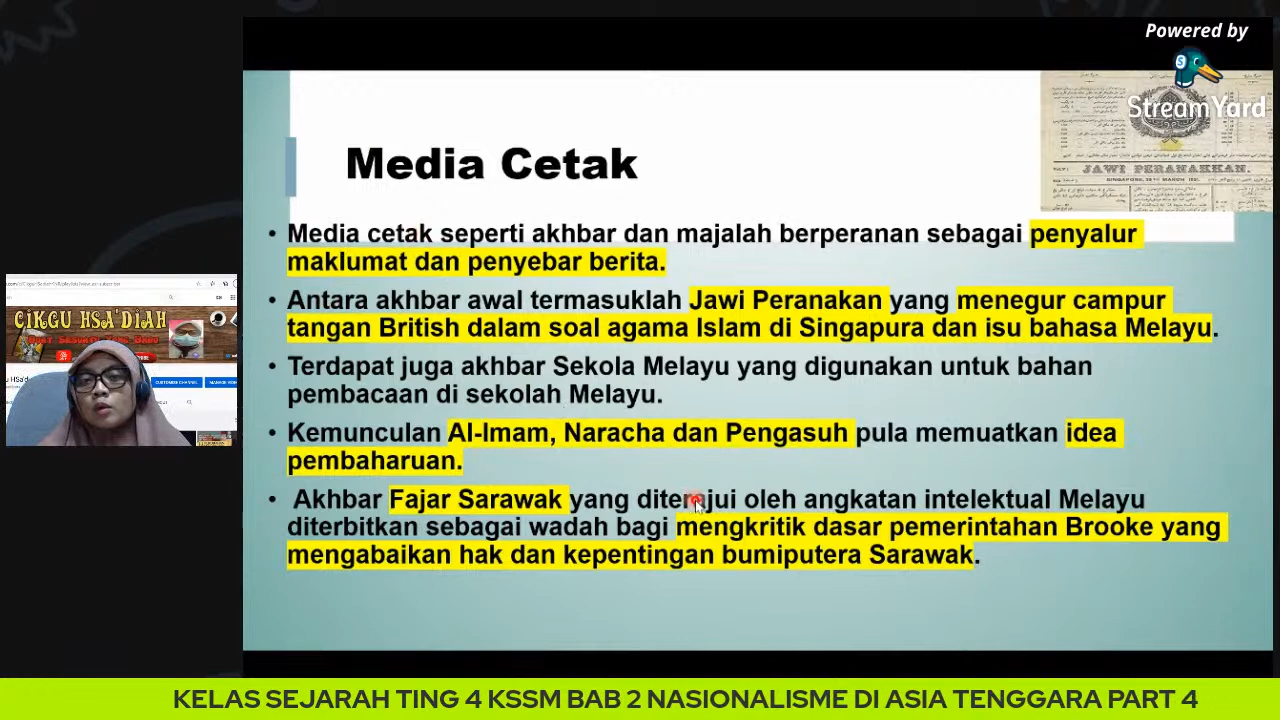 Powered by
StreamYard
JAWI PERANAKKAN.
Media Cetak
• Media cetak seperti akhbar dan majalah berperanan sebagai penyalur
maklumat dan penyebar berita.
• Antara akhbar awal termasuklah Jawi Peranakan yang menegur campur
tangan British dalam soal agama Islam di Singapura dan isu bahasa Melayu.
• Terdapat juga akhbar Sekola Melayu yang digunakan untuk bahan
pembacaan di sekolah Melayu.
• Kemunculan Al-Imam, Naracha dan Pengasuh pula memuatkan idea
pembaharuan.
• Akhbar Fajar Sarawak yang diterajui oleh angkatan intelektual Melayu
diterbitkan sebagai wadah bagi mengkritik dasar pemerintahan Brooke yang
mengabaikan hak dan kepentingan bumiputera Sarawak.
CIKGU HSA'DIAH
CUSTOMIZE CHANNEL
KELAS SEJARAH TING 4 KSSM BAB 2 NASIONALISME DI ASIA TENGGARA PART 4